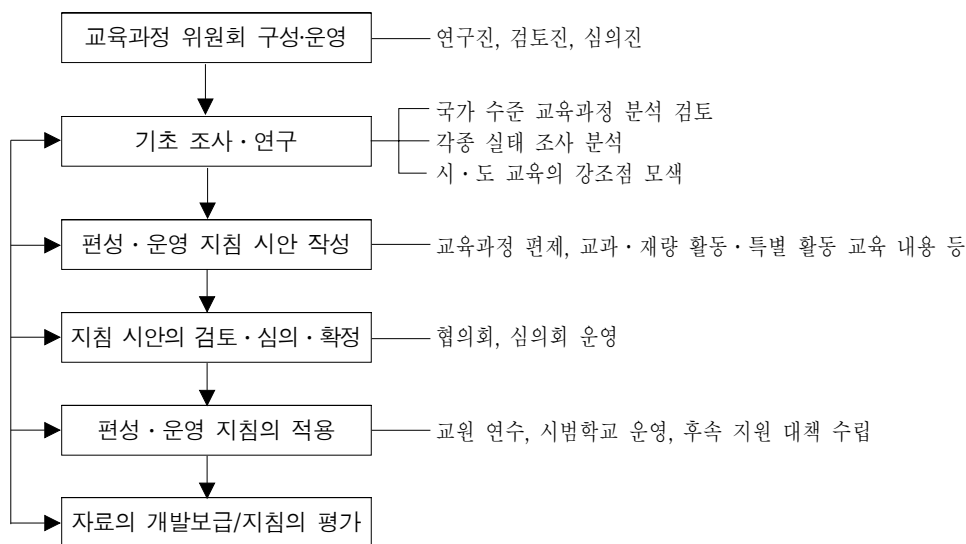 교육과정 위원회 구성·운영
연구진, 검토진, 심의진
기초 조사·연구
국가 수준 교육과정 분석 검토
각종 실태 조사 분석
시·도 교육의 강조점 모색
편성·운영 지침 시안 작성
교육과정 편제, 교과·재량 활동·특별 활동 교육 내용 등
지침 시안의 검토·심의·확정
협의회, 심의회 운영
편성·운영 지침의 적용
교원 연수, 시범학교 운영, 후속 지원 대책 수립
자료의 개발보급/지침의 평가